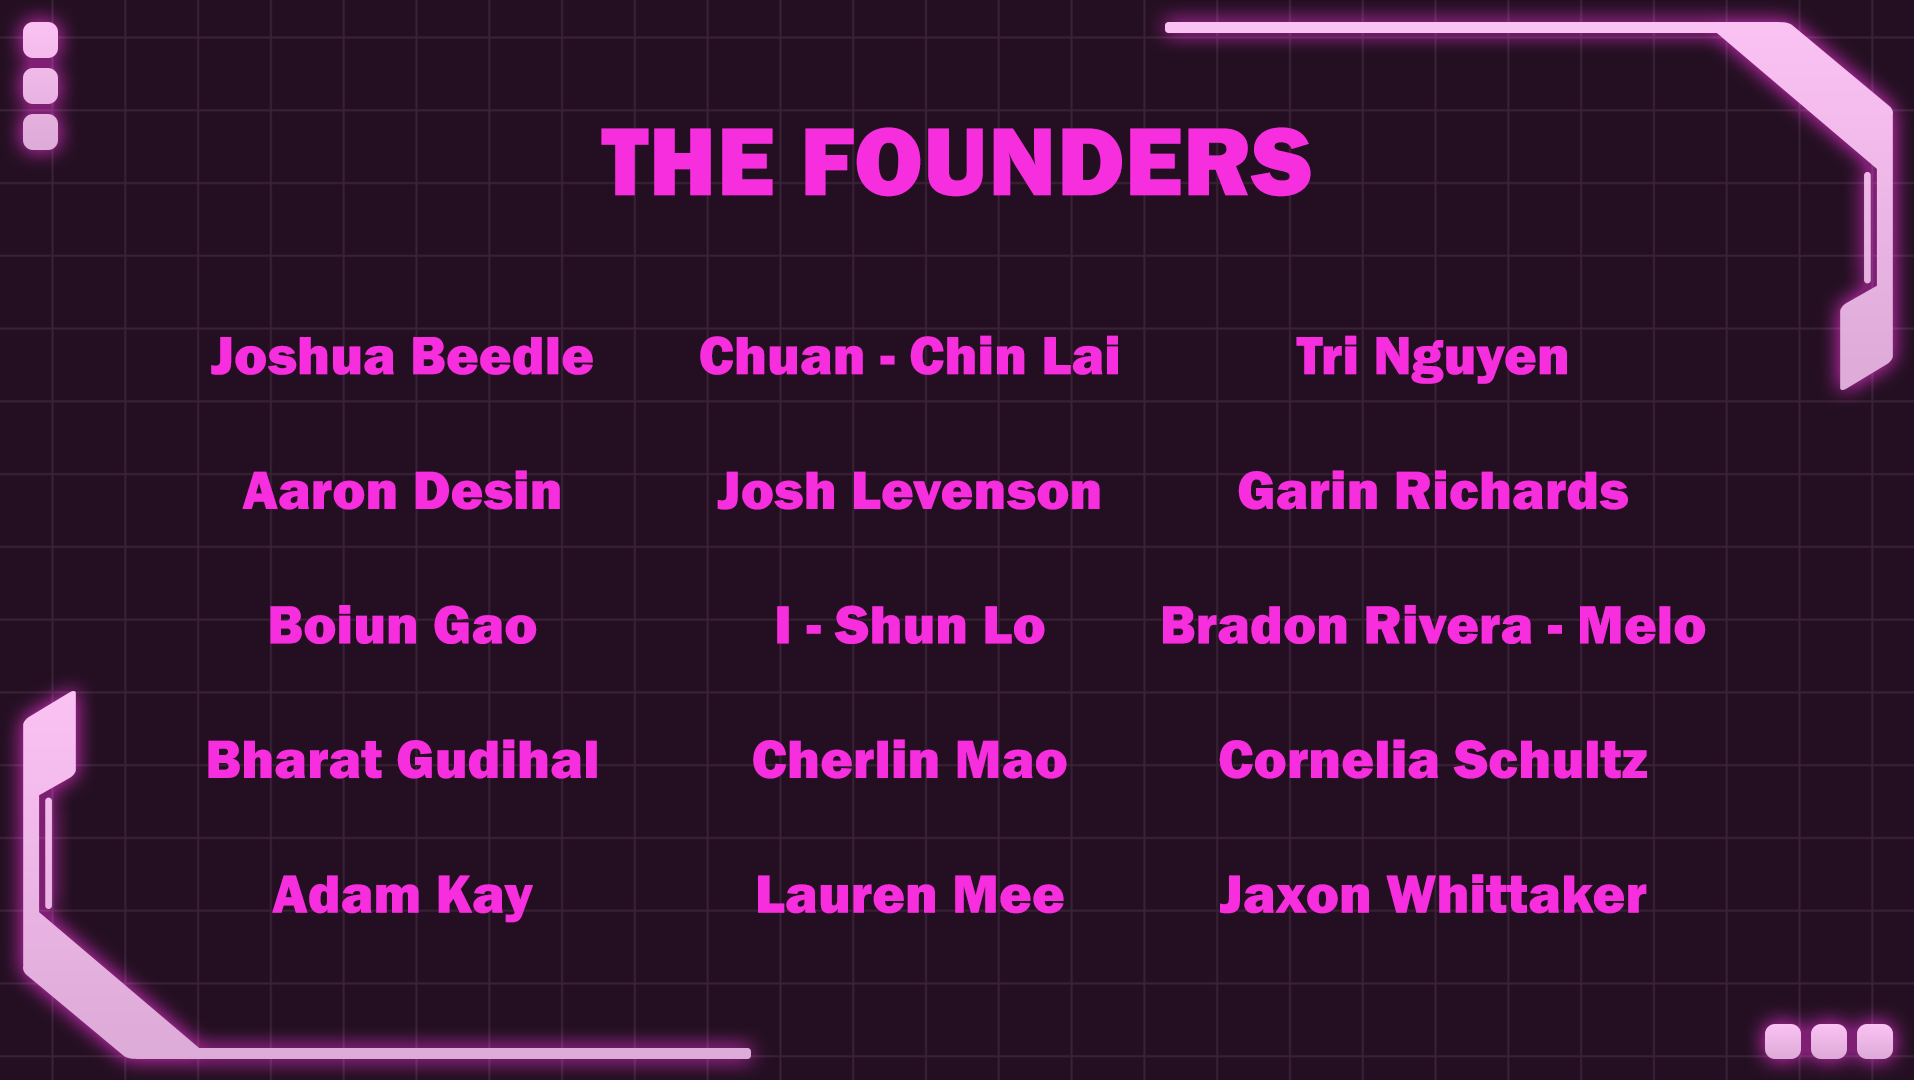 THE FOUNDERS
Joshua Beedle
Chuan - Chin Lai
Tri Nguyen
Aaron Desin
Josh Levenson
Garin Richards
Boiun Gao
I - Shun Lo
Bradon Rivera - Melo
Bharat Gudihal
Cherlin Mao
Cornelia Schultz
Adam Kay
Lauren Mee
Jaxon Whittaker